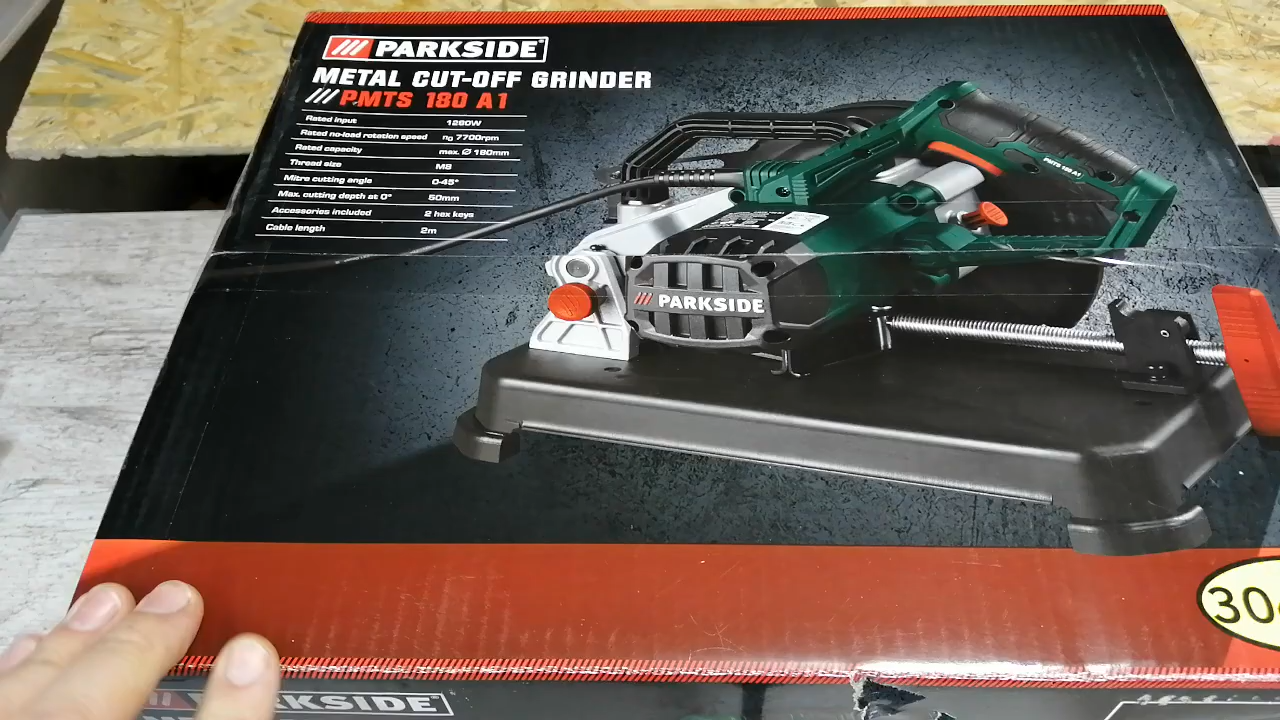 PARKSIDE
METAL CUT-OFF GRINDER
PMTS 180 A1
Rated input 1280W
Rated no-load rotation speed n₀ 7700rpm
Rated capacity max. Ø 180mm
Thread size M8
Mitre cutting angle 0-45°
Max. cutting depth at 0° 50mm
Accessories included 2 hex keys
Cable length 2m
PMTS 180 A1
PARKSIDE
30
PARKSIDE